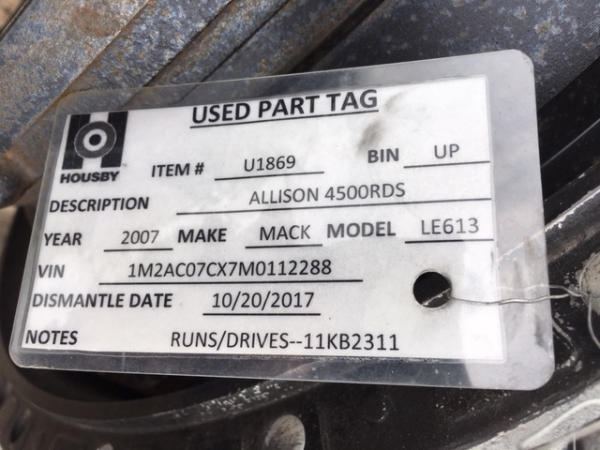 USED PART TAG
HOUSBY
ITEM # U1869 BIN UP
DESCRIPTION ALLISON 4500RDS
YEAR 2007 MAKE MACK MODEL LE613
VIN 1M2AC07CX7M0112288
DISMANTLE DATE 10/20/2017
NOTES RUNS/DRIVES--11KB2311